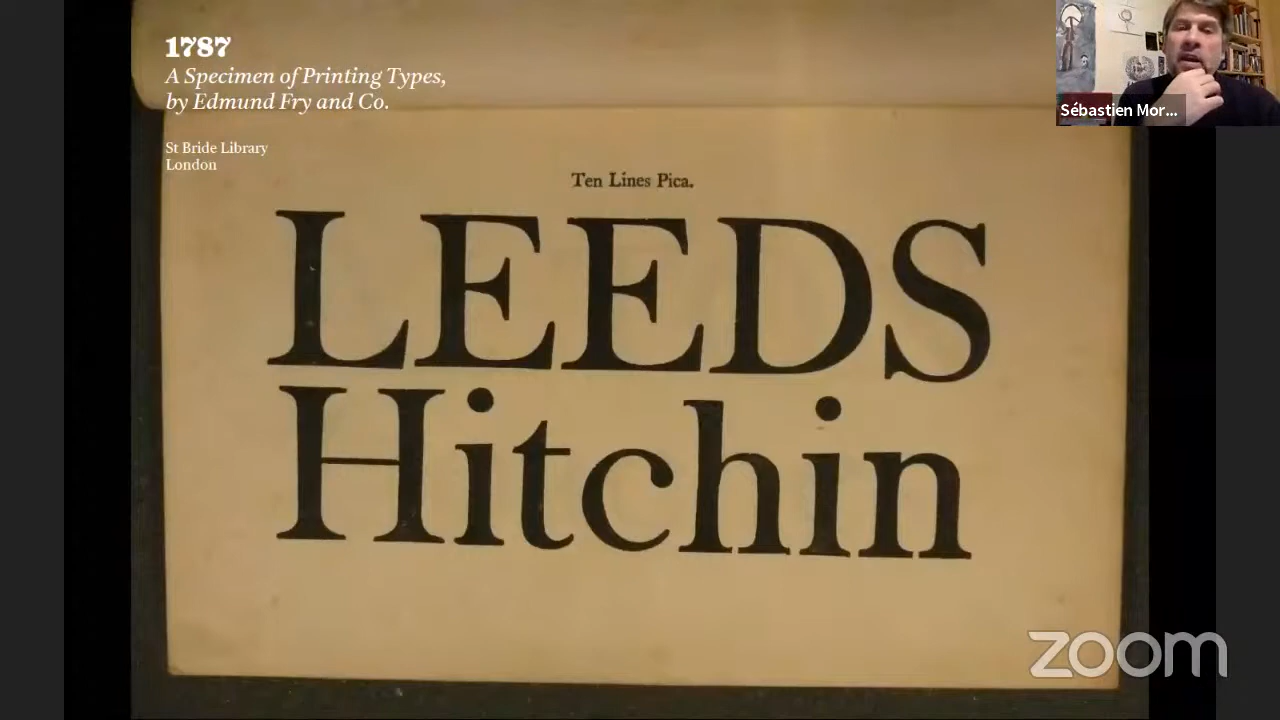 1787
A Specimen of Printing Types,
by Edmund Fry and Co.
St Bride Library
London
Sébastien Mor...
Ten Lines Pica.
LEEDS
Hitchin
zoom